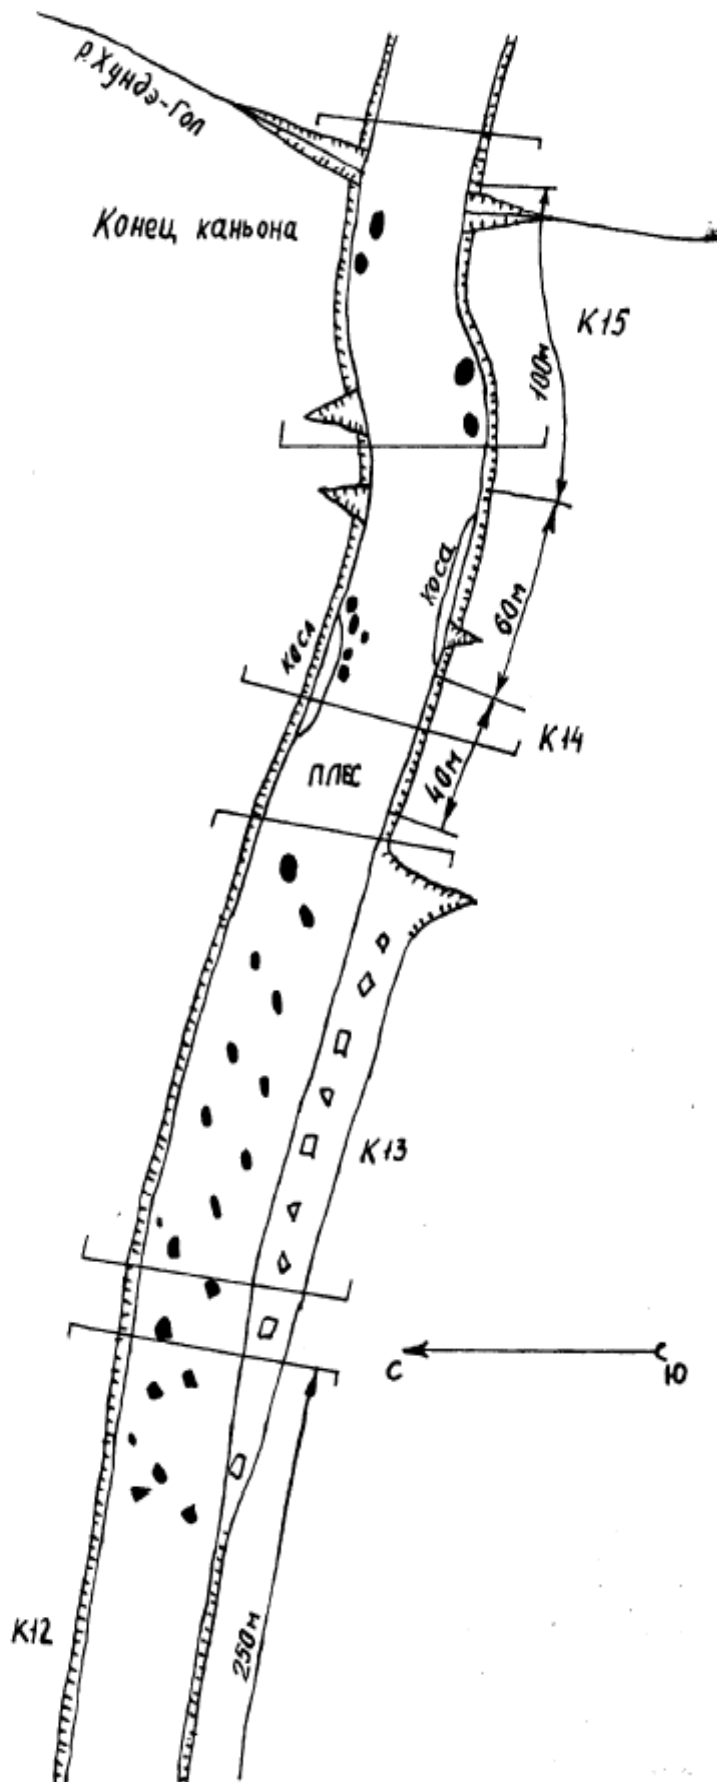 р. Хундэ-Гол
Конец каньона
К15
100м
коса
60м
коса
К14
плес
40м
К13
С
Ю
К12
250м